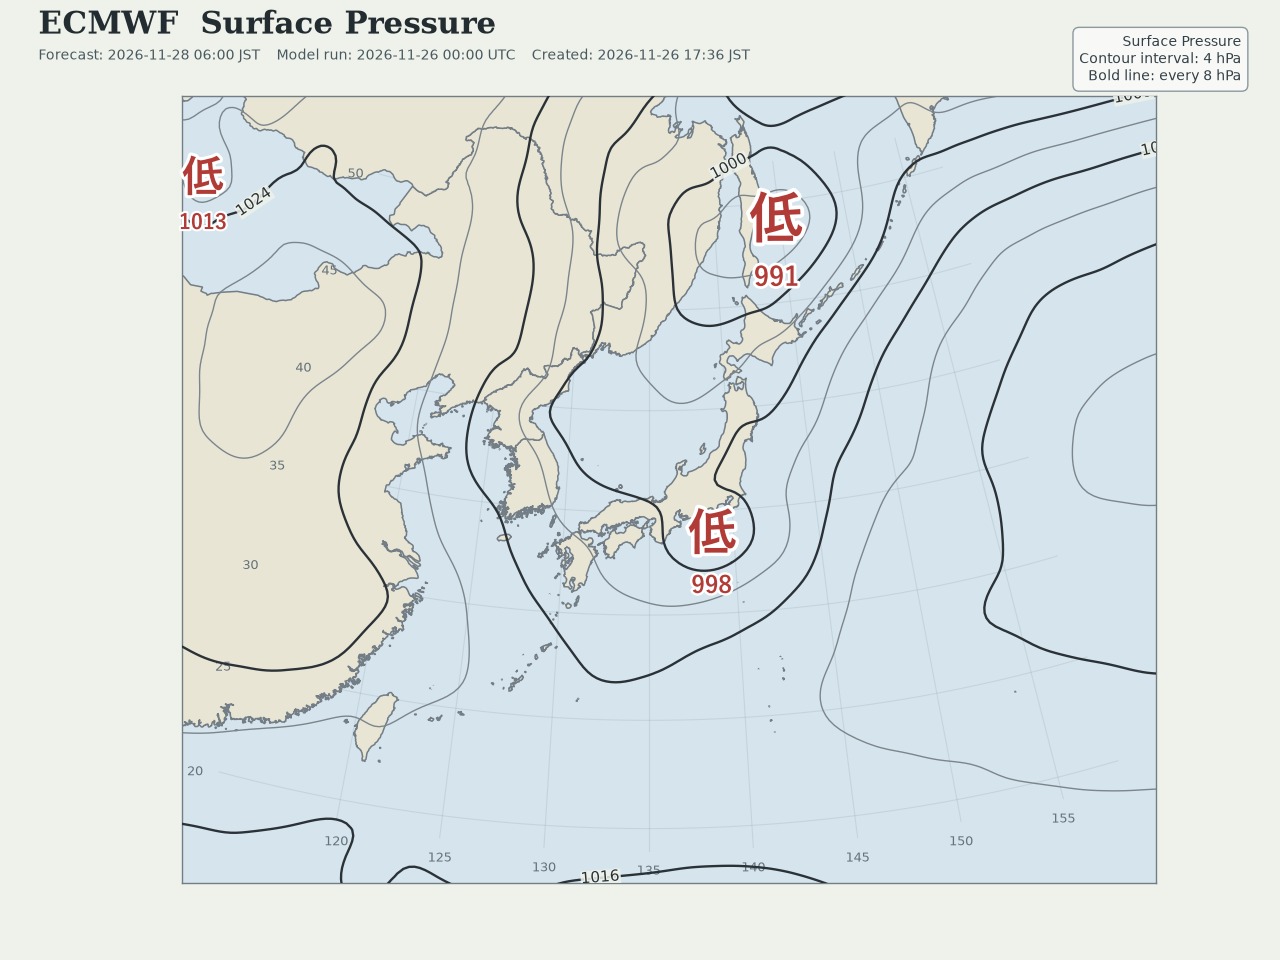 ECMWF  Surface Pressure
Forecast: 2026-11-28 06:00 JST    Model run: 2026-11-26 00:00 UTC    Created: 2026-11-26 17:36 JST
Surface Pressure
Contour interval: 4 hPa
Bold line: every 8 hPa
1000
50
低
1013
1024
低
991
45
40
35
低
998
30
25
20
120
125
130
135
140
145
150
155
1016